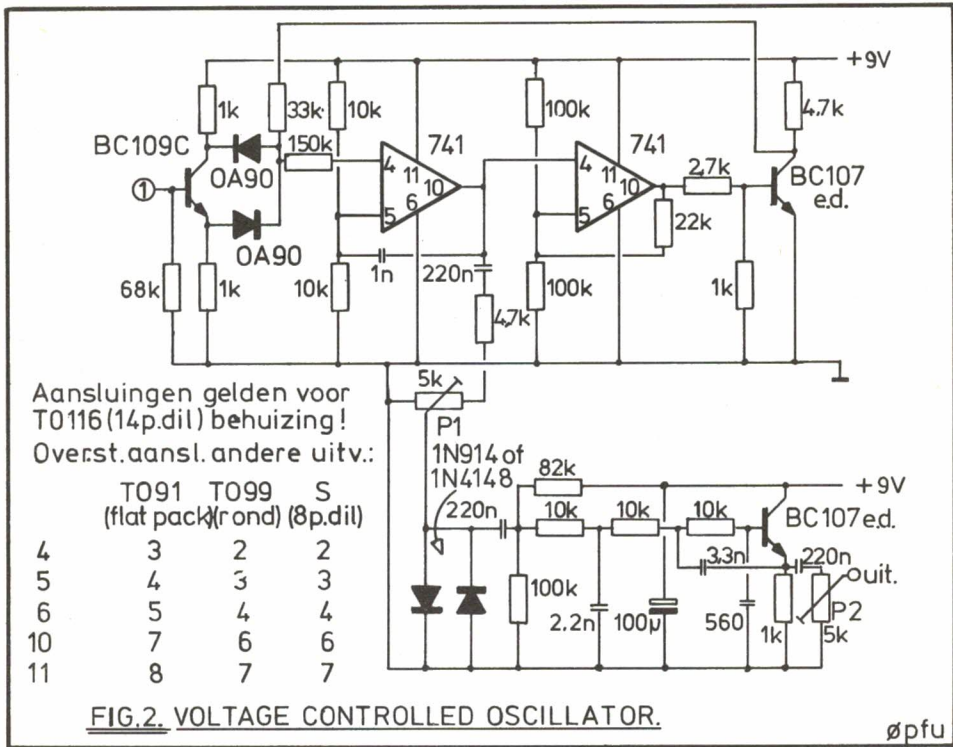 +9V
1k
33k
10k
100k
4.7k
BC109C
150k
741
741
OA90
4
11
10
4
11
10
2,7k
BC107
e.d.
1
5
6
5
6
22k
OA90
1n
220n
68k
1k
10k
4,7k
100k
1k
5k
P1
Aansluingen gelden voor
TO116 (14p.dil) behuizing!
Overst.aansl.andere uitv.:
TO91 TO99 S
(flat pack)(rond) (8p.dil)
4 3 2 2
5 4 3 3
6 5 4 4
10 7 6 6
11 8 7 7
1N914 of
1N4148
82k
+9V
220n
10k
10k
10k
BC107 e.d.
3,3n
220n
uit.
100k
2.2n
100µ
560
1k
P2
5k
FIG.2. VOLTAGE CONTROLLED OSCILLATOR.
øpfu